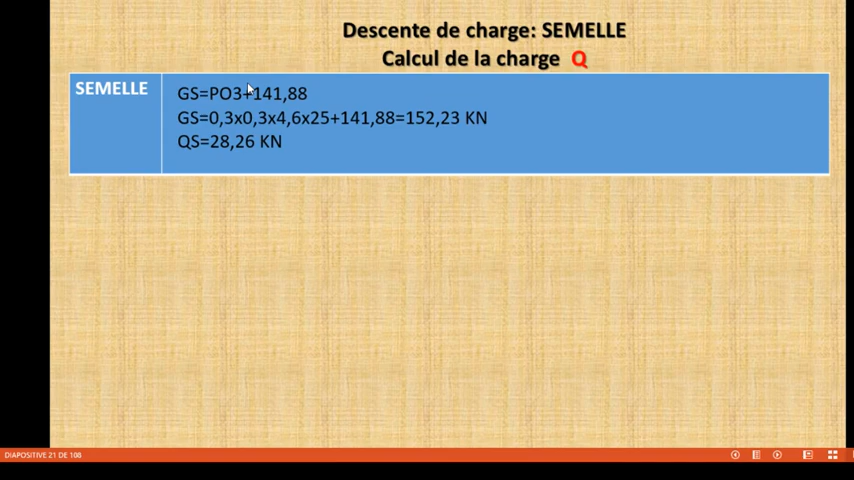 Descente de charge: SEMELLE
Calcul de la charge Q
SEMELLE
GS=PO3+141,88
GS=0,3x0,3x4,6x25+141,88=152,23 KN
QS=28,26 KN
DIAPOSITIVE 21 DE 108